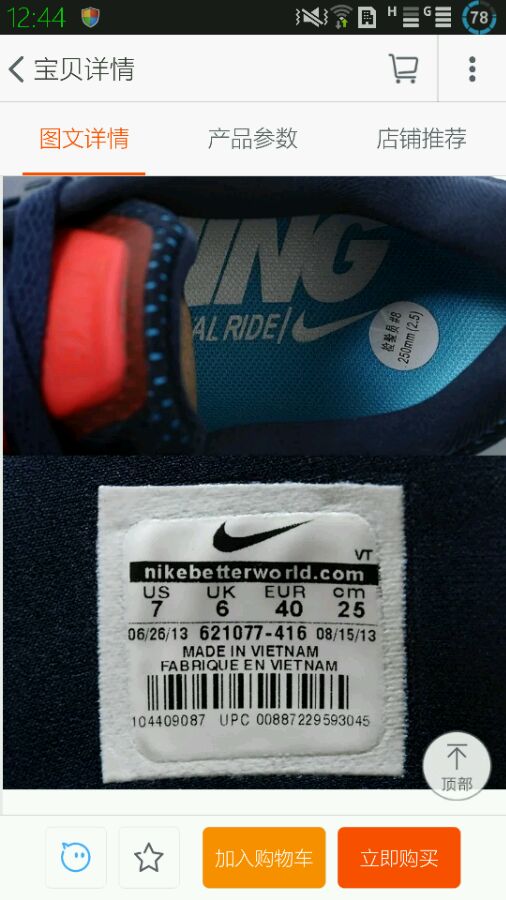 12:44
H
G
78
宝贝详情
图文详情
产品参数
店铺推荐
NING
AL RIDE/
检验员#8
250mm(2.5)
VT
nikebetterworld.com
US UK EUR cm
7 6 40 25
06/26/13 621077-416 08/15/13
MADE IN VIETNAM
FABRIQUE EN VIETNAM
104409087 UPC 00887229593045
顶部
加入购物车
立即购买